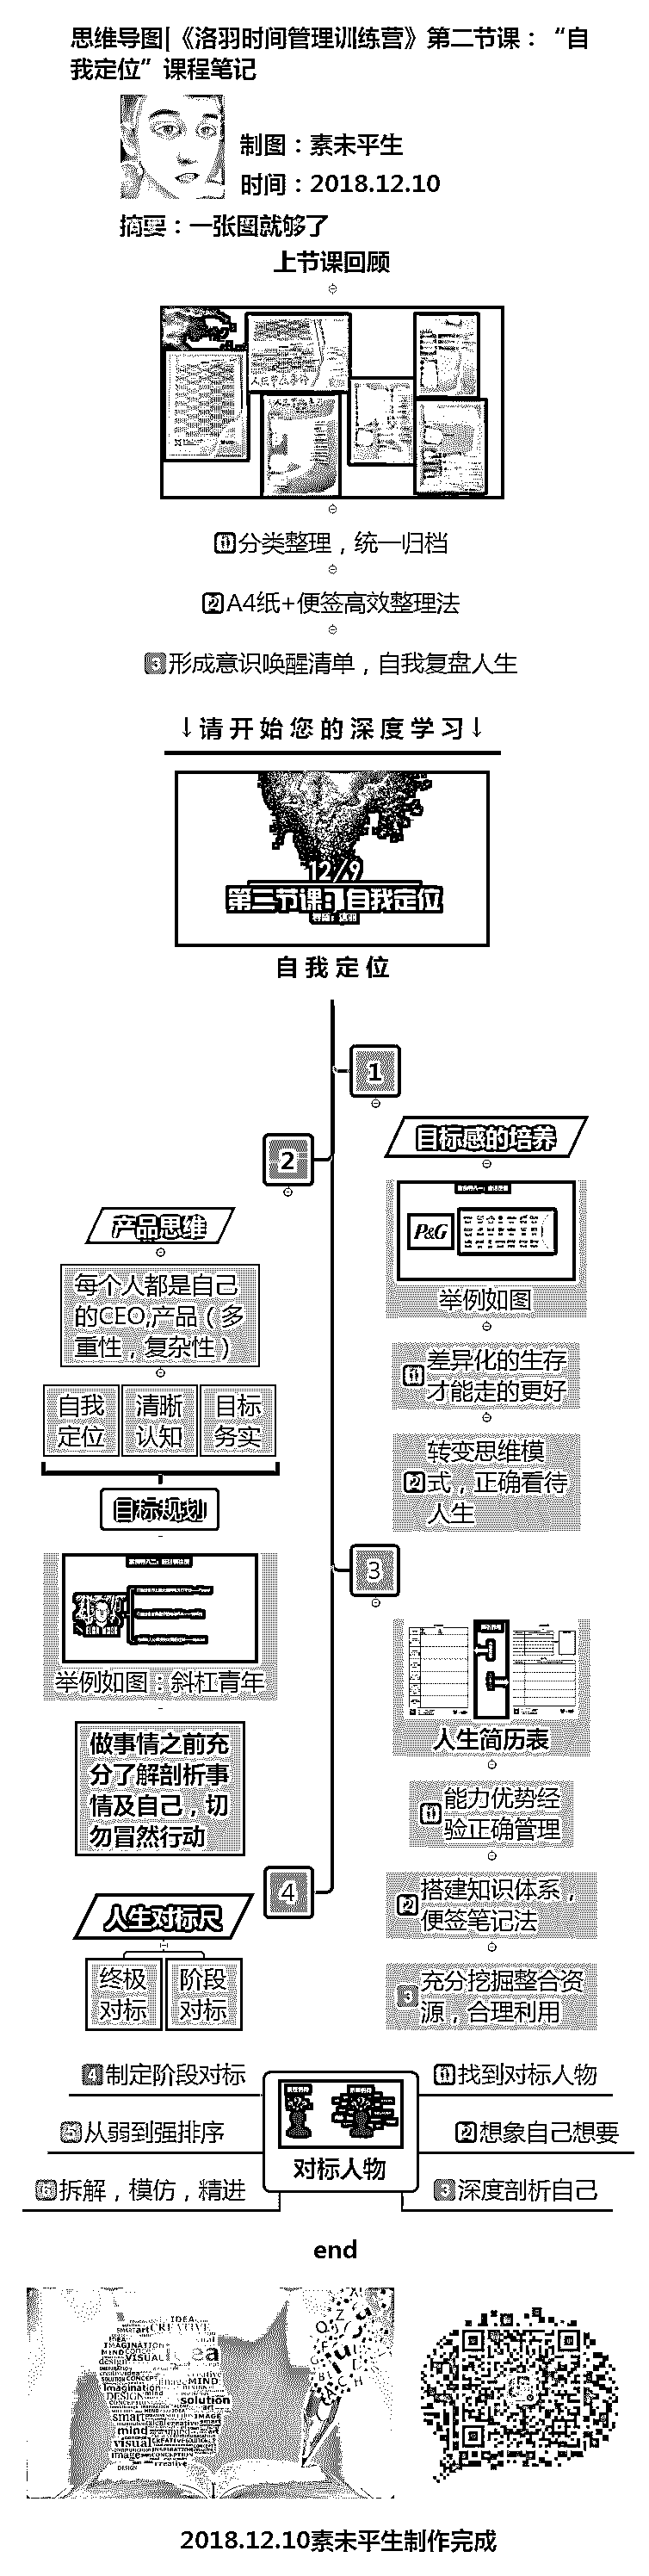 思维导图|《洛羽时间管理训练营》第二节课：“自
我定位”课程笔记
制图：素未平生
时间：2018.12.10
摘要：一张图就够了
上节课回顾
1 分类整理，统一归档
2 A4纸+便签高效整理法
3 形成意识唤醒清单，自我复盘人生
↓请开始您的深度学习↓
12/9
第二节课：自我定位
自我定位
1
目标感的培养
P&G
举例如图
1 差异化的生存
才能走的更好
转变思维模
2 式，正确看待
人生
2
产品思维
每个人都是自己
的CEO,产品（多
重性，复杂性）
自我
定位
清晰
认知
目标
务实
目标规划
举例如图：斜杠青年
做事情之前充
分了解剖析事
情及自己，切
勿冒然行动
3
人生简历表
1 能力优势经
验正确管理
2 搭建知识体系，
便签笔记法
3 充分挖掘整合资
源，合理利用
4
人生对标尺
终极
对标
阶段
对标
对标人物
1 找到对标人物
2 想象自己想要
3 深度剖析自己
4 制定阶段对标
5 从弱到强排序
6 拆解，模仿，精进
end
IDEA
CREATIVE
IMAGINATION
VISUAL
idea
MIND
imagination
DESIGN
solution
smart
mind
visual
image
creative
2018.12.10素未平生制作完成